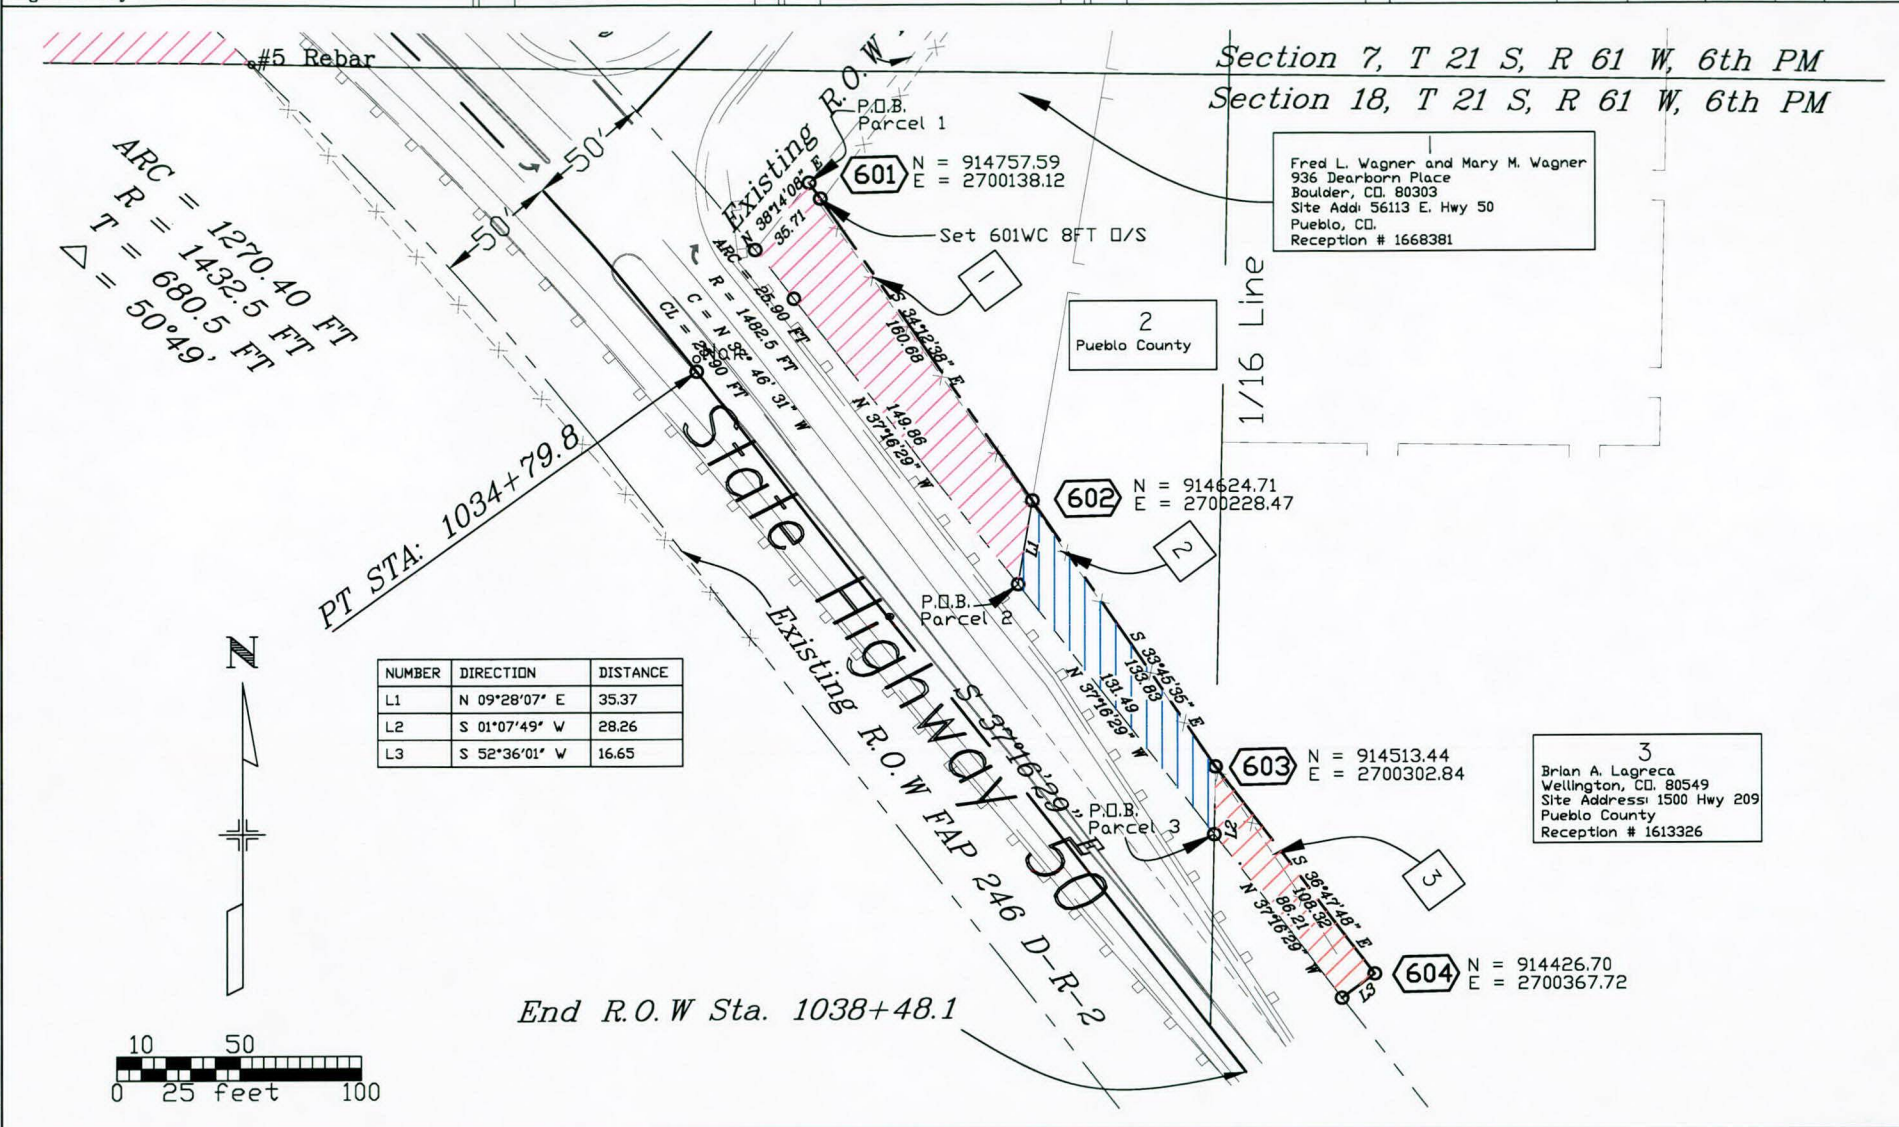 #5 Rebar
Section 7, T 21 S, R 61 W, 6th PM
Section 18, T 21 S, R 61 W, 6th PM
ARC = 1270.40 FT
R = 1432.5 FT
T = 680.5 FT
Δ = 50°49'
50'
50'
Existing R.O.W
P.O.B.
Parcel 1
601
N = 914757.59
E = 2700138.12
Set 601WC 8FT O/S
N 38°14'08" E
35.71
ARC = 25.90 FT
R = 1482.5 FT
C = N 37° 46' 31" W
CL = 25.90 FT
1
Fred L. Wagner and Mary M. Wagner
936 Dearborn Place
Boulder, CO. 80303
Site Add: 56113 E. Hwy 50
Pueblo, CO.
Reception # 1668381
1
S 34°12'38" E
160.68
149.86
N 37°16'29" W
2
Pueblo County
1/16 Line
PT STA: 1034+79.8
State Highway 50
602
N = 914624.71
E = 2700228.47
2
L1
P.O.B.
Parcel 2
S 33°45'35" E
133.83
131.49
N 37°16'29" W
Existing R.O.W FAP 246 D-R-2
S 37°16'29" E
N
NUMBER DIRECTION DISTANCE
L1 N 09°28'07" E 35.37
L2 S 01°07'49" W 28.26
L3 S 52°36'01" W 16.65
603
N = 914513.44
E = 2700302.84
P.O.B.
Parcel 3
L2
3
Brian A. Lagreca
Wellington, CO. 80549
Site Address: 1500 Hwy 209
Pueblo County
Reception # 1613326
3
S 36°47'48" E
108.32
86.21
N 37°16'29" W
604
N = 914426.70
E = 2700367.72
L3
End R.O.W Sta. 1038+48.1
10 50
0 25 feet 100